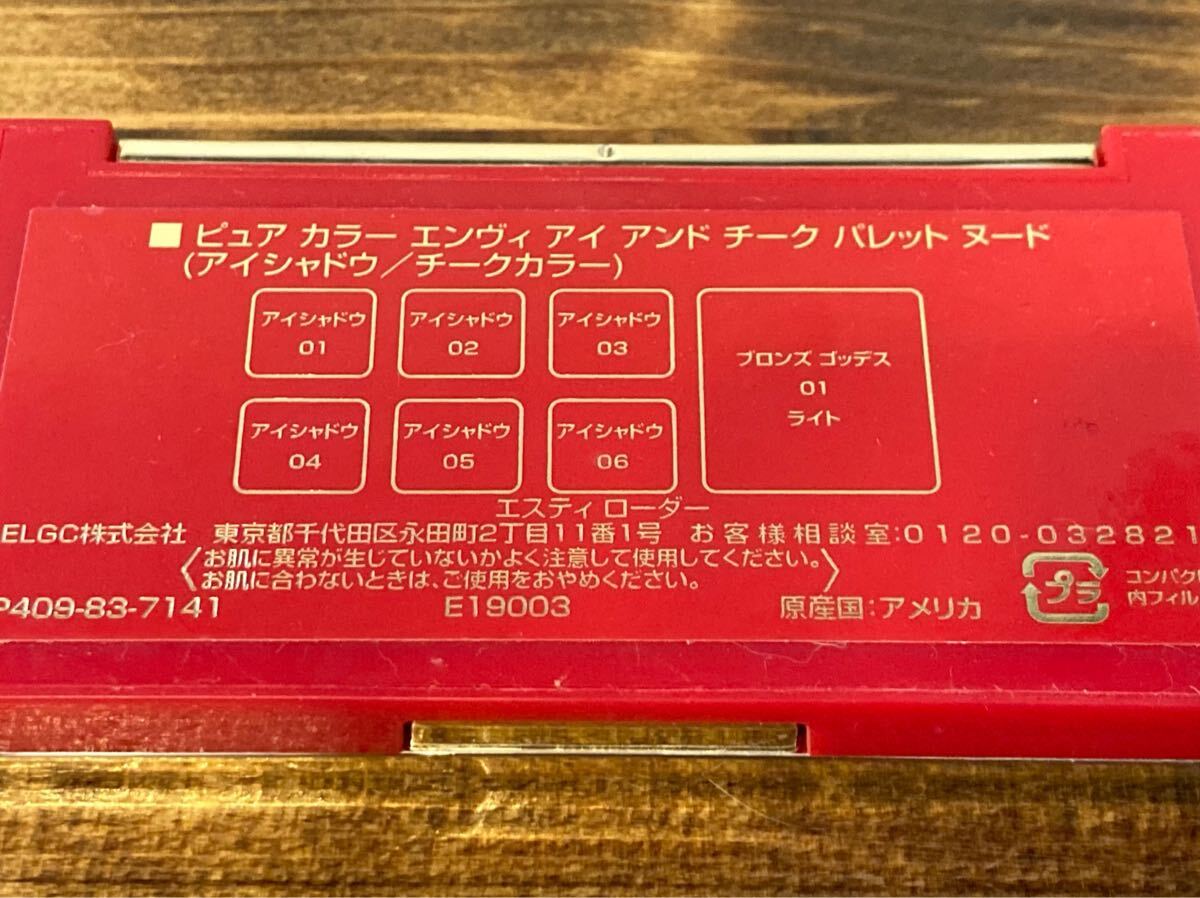 ■ ピュア カラー エンヴィ アイ アンド チーク パレット ヌード
(アイシャドウ/チークカラー)
アイシャドウ
01
アイシャドウ
02
アイシャドウ
03
ブロンズ ゴッデス
01
ライト
アイシャドウ
04
アイシャドウ
05
アイシャドウ
06
エスティ ローダー
ELGC株式会社 東京都千代田区永田町2丁目11番1号 お客様相談室:0120-032821
お肌に異常が生じていないかよく注意して使用してください。
お肌に合わないときは、ご使用をおやめください。
P409-83-7141 E19003 原産国:アメリカ
プラ
コンパクト
内フィル